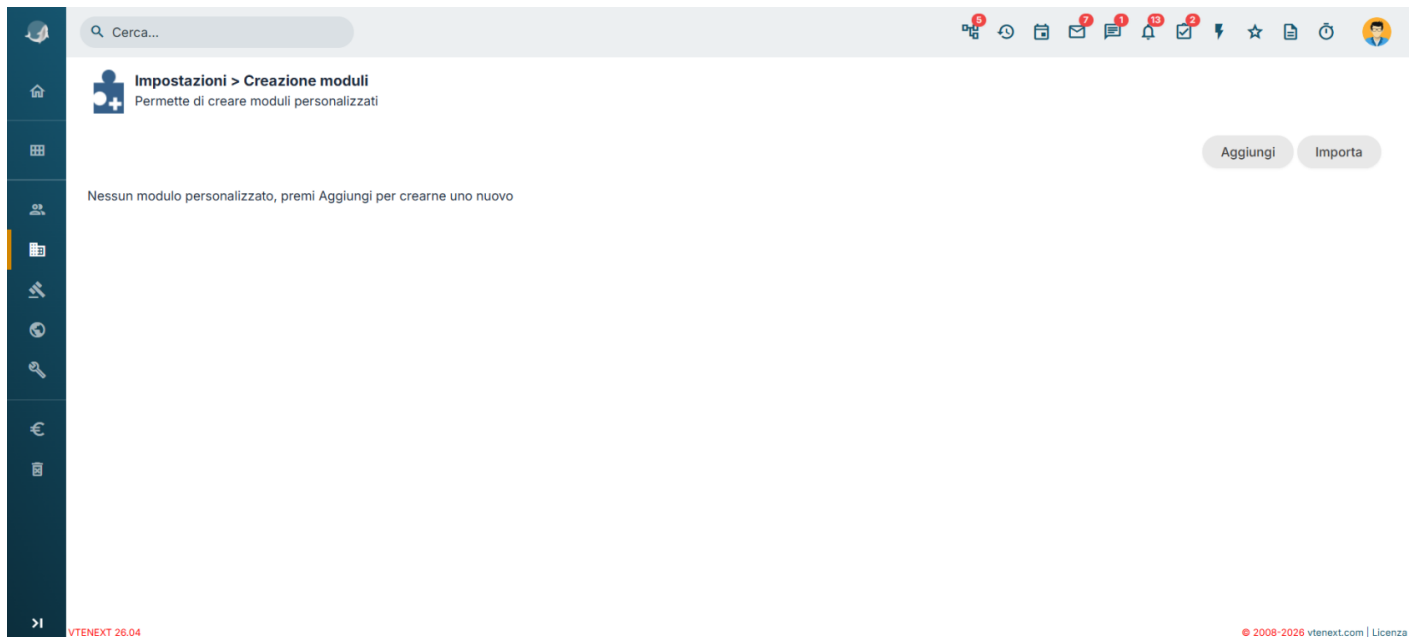 Cerca...
5
7
1
13
2
Impostazioni > Creazione moduli
Permette di creare moduli personalizzati
Aggiungi
Importa
Nessun modulo personalizzato, premi Aggiungi per crearne uno nuovo
VTENEXT 26.04
© 2008-2026 vtenext.com | Licenza